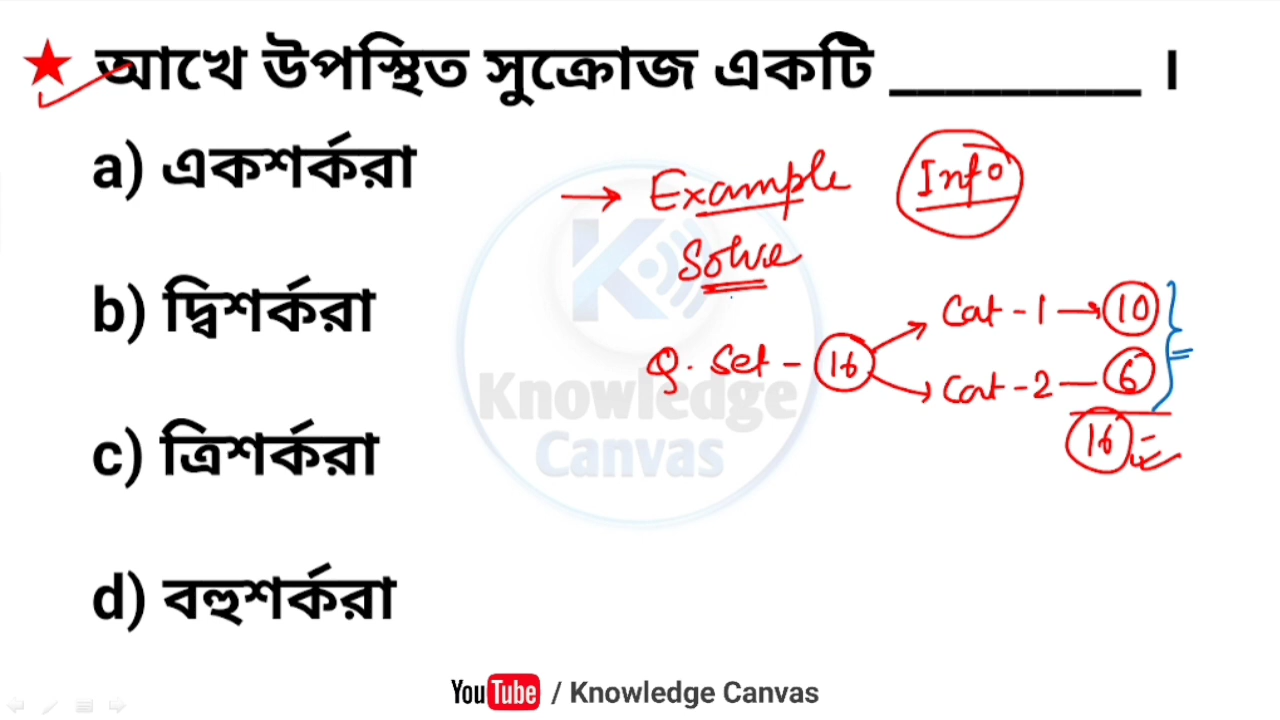 আখে উপস্থিত সুক্রোজ একটি _________ ।
a) একশর্করা
b) দ্বিশর্করা
c) ত্রিশর্করা
d) বহুশর্করা
→ Example
Info
Solve
Q. Set - 16
Cat - 1 → 10
Cat - 2 — 6
16 =
Knowledge
Canvas
YouTube / Knowledge Canvas